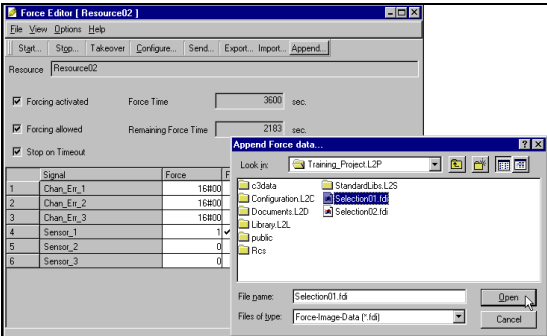 Force Editor [ Resource02 ]
File View Options Help
Start... Stop... Takeover Configure... Send... Export... Import... Append...
Resource Resource02
Forcing activated Force Time 3600 sec.
Forcing allowed Remaining Force Time 2183 sec.
Stop on Timeout
Signal Force F
1 Chan_Err_1 16#00
2 Chan_Err_2 16#00
3 Chan_Err_3 16#00
4 Sensor_1 1
5 Sensor_2 0
6 Sensor_3 0
Append Force data...
Look in: Training_Project.L2P
c3data StandardLibs.L2S
Configuration.L2C Selection01.fdi
Documents.L2D Selection02.fdi
Library.L2L
public
Rcs
File name: Selection01.fdi Open
Files of type: Force-Image-Data (*.fdi) Cancel